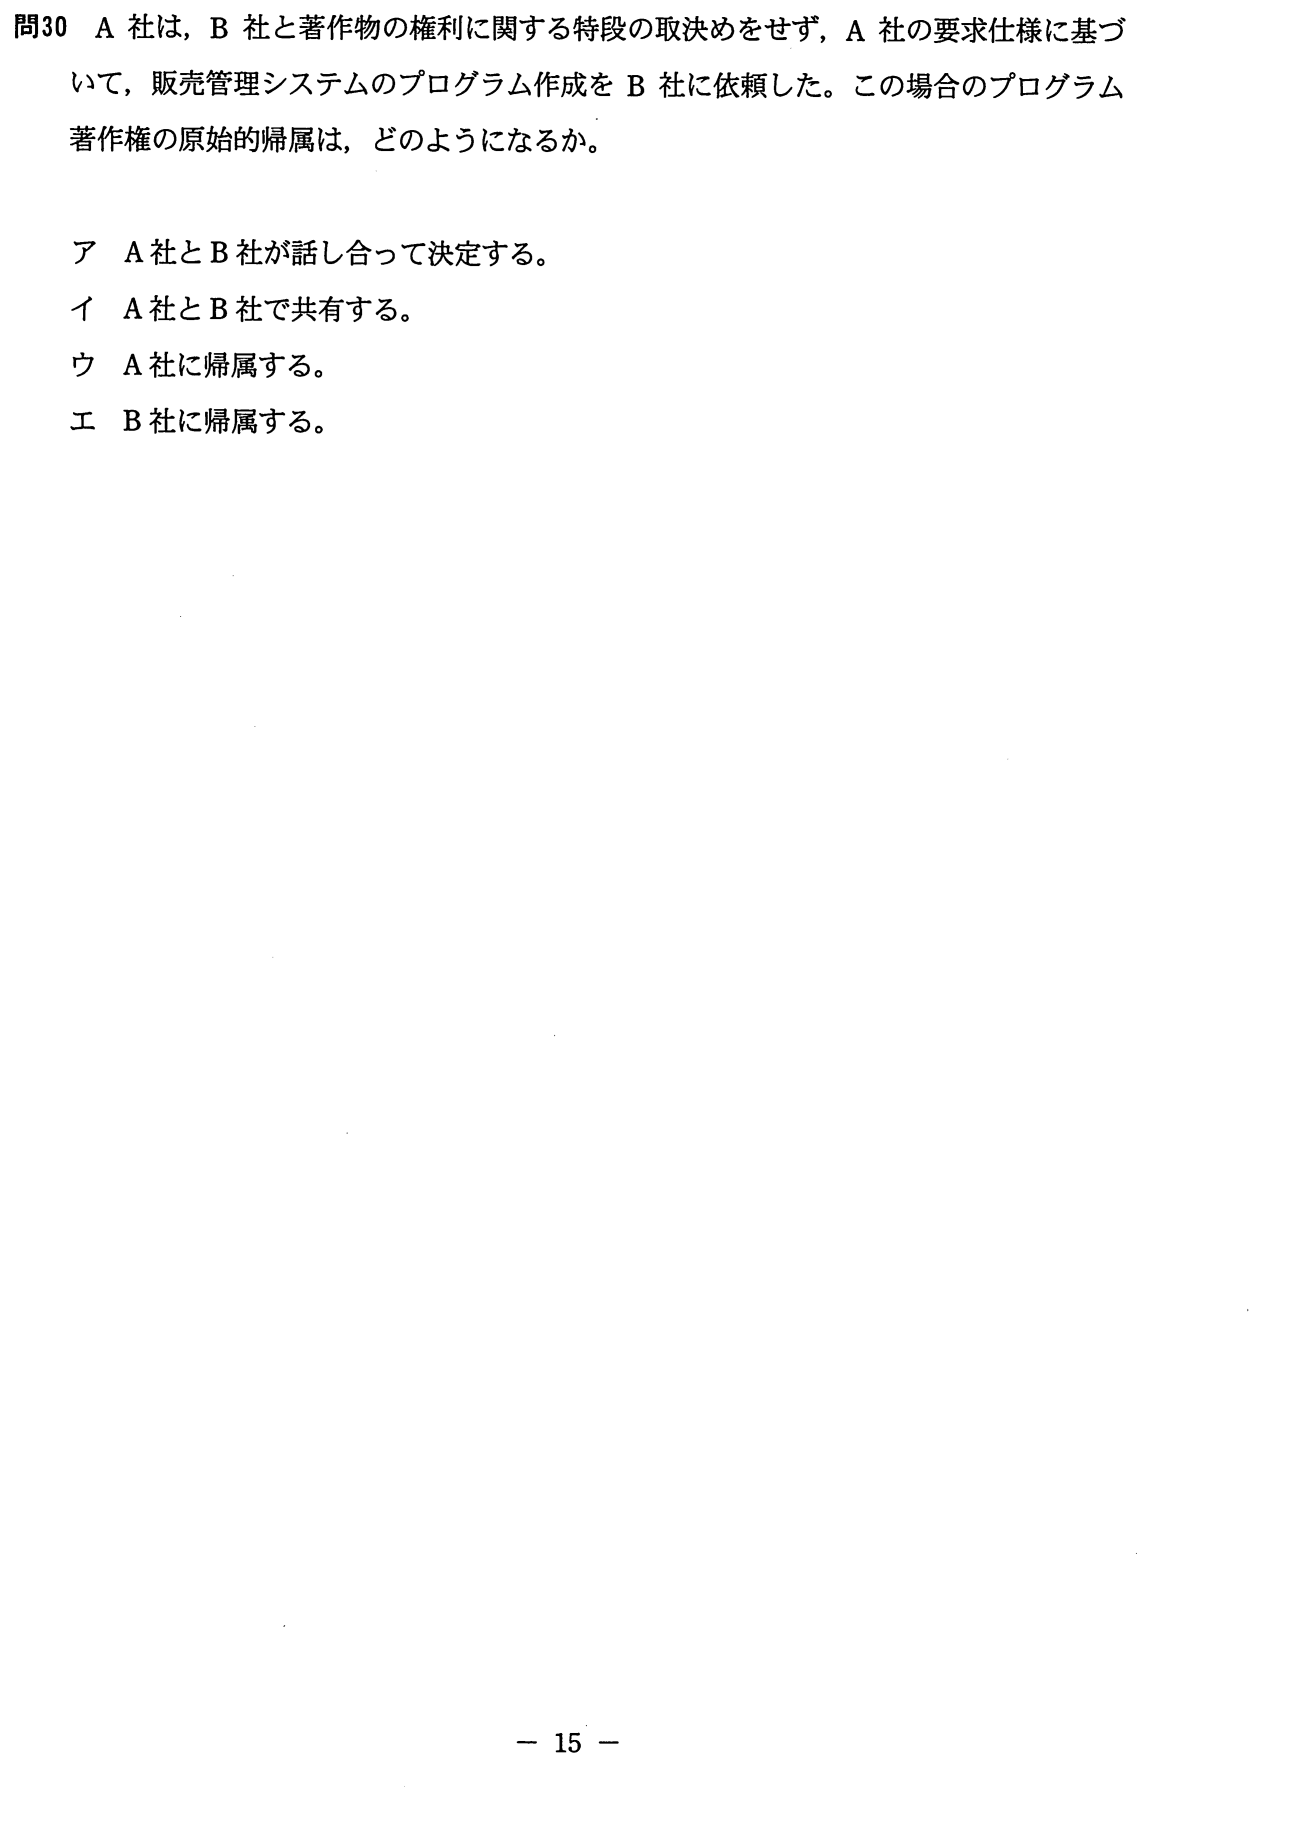 問30 A 社は，B 社と著作物の権利に関する特段の取決めをせず，A 社の要求仕様に基づ
いて，販売管理システムのプログラム作成を B 社に依頼した。この場合のプログラム
著作権の原始的帰属は，どのようになるか。
ア A 社と B 社が話し合って決定する。
イ A 社と B 社で共有する。
ウ A 社に帰属する。
エ B 社に帰属する。
－ 15 －